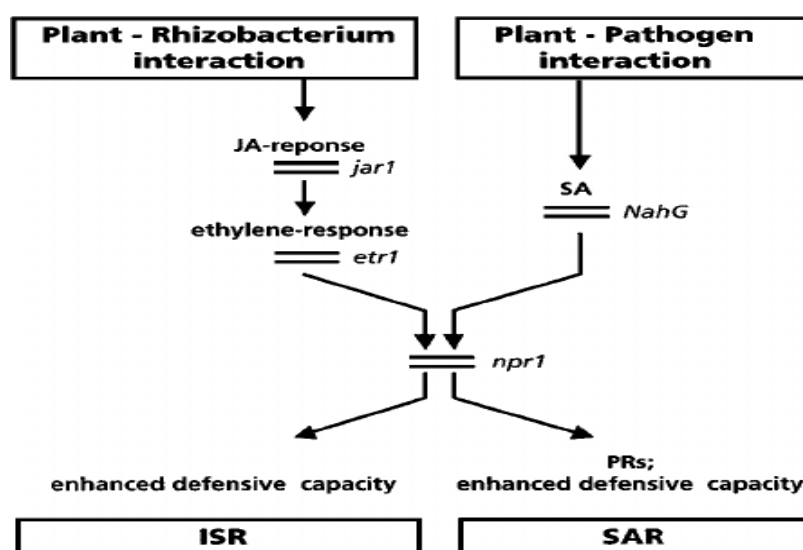 Plant - Rhizobacterium
interaction
Plant - Pathogen
interaction
JA-reponse
jar1
SA
NahG
ethylene-response
etr1
npr1
enhanced defensive capacity
PRs;
enhanced defensive capacity
ISR
SAR